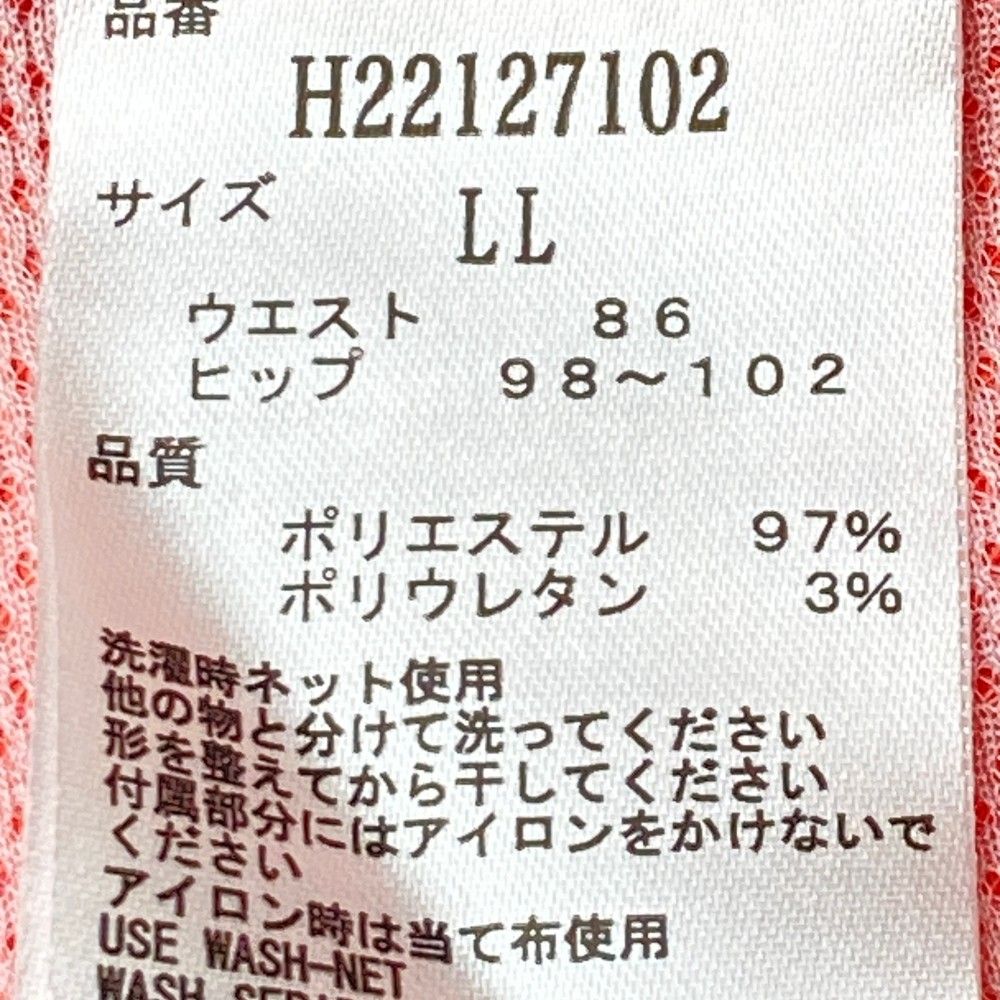 品番
H22127102
サイズ LL
ウエスト 86
ヒップ 98～102
品質
ポリエステル 97%
ポリウレタン 3%
洗濯時ネット使用
他の物と分けて洗ってください
形を整えてから干してください
付属部分にはアイロンをかけないで
ください
アイロン時は当て布使用
USE WASH-NET
WASH